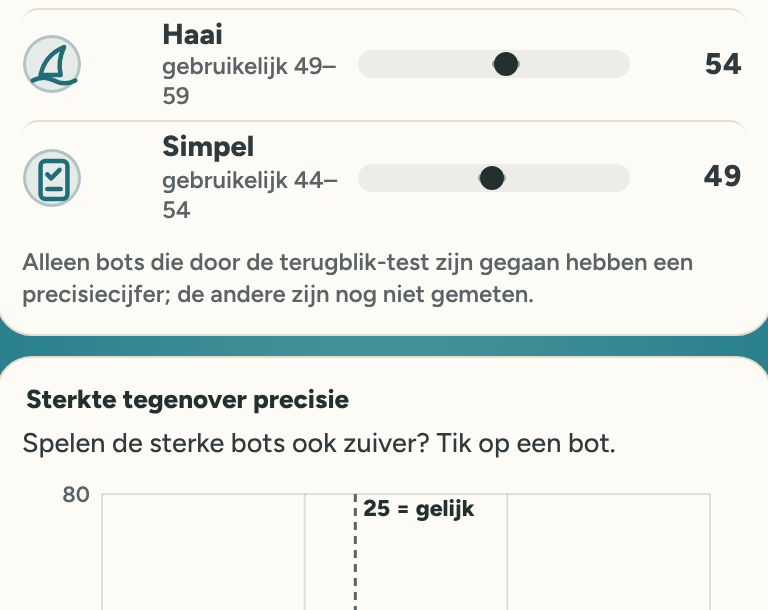 Haai
gebruikelijk 49–
59
54
Simpel
gebruikelijk 44–
54
49
Alleen bots die door de terugblik-test zijn gegaan hebben een
precisiecijfer; de andere zijn nog niet gemeten.
Sterkte tegenover precisie
Spelen de sterke bots ook zuiver? Tik op een bot.
80
25 = gelijk